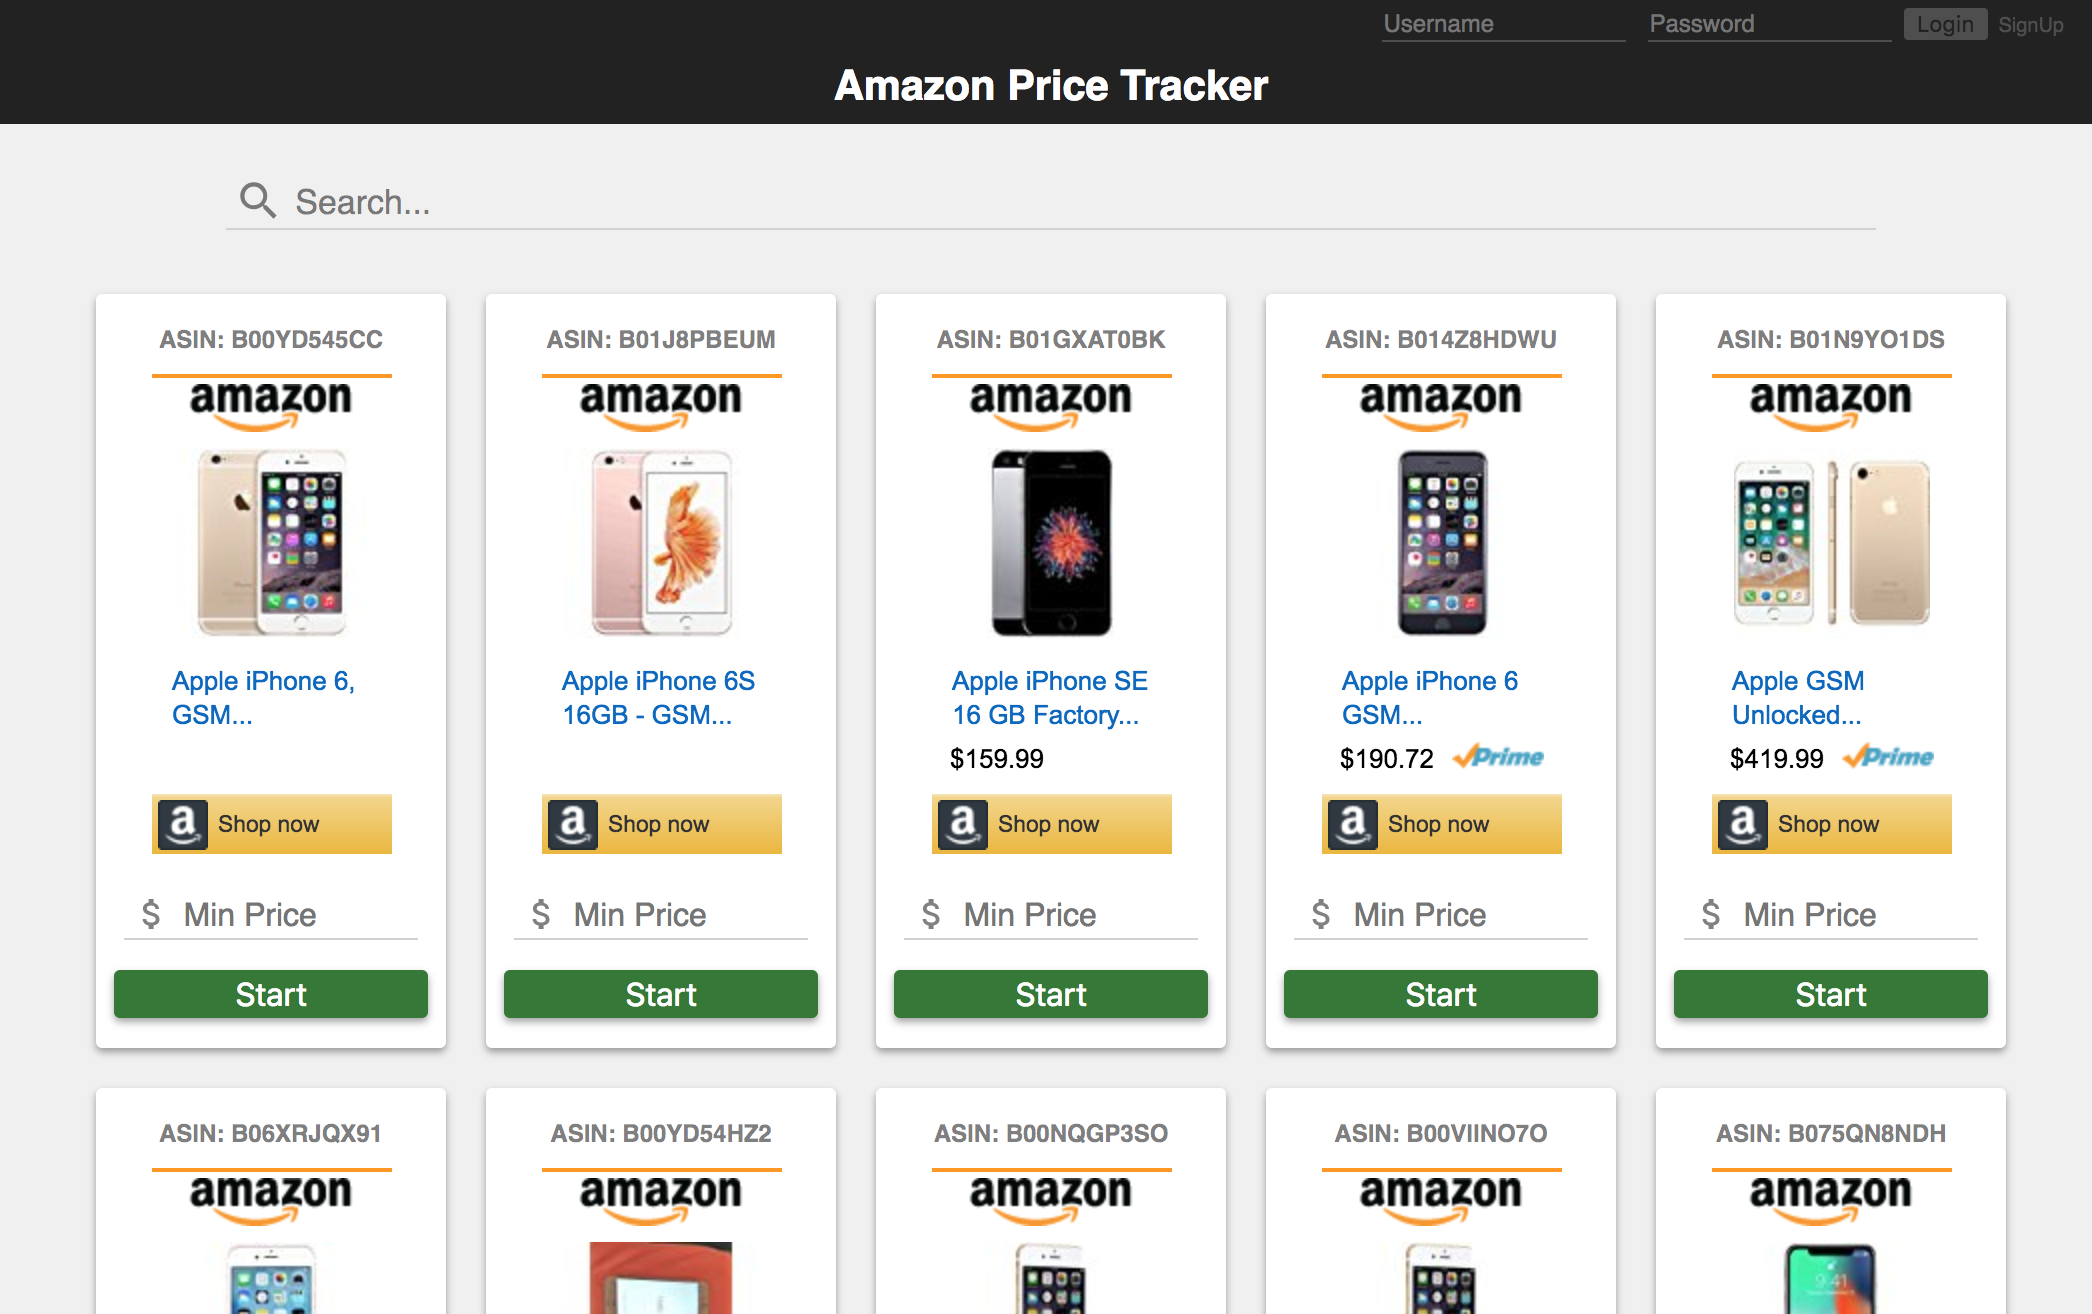 Username Password Login SignUp
Amazon Price Tracker
Search...
ASIN: B00YD545CC
amazon
Apple iPhone 6,
GSM...
a Shop now
$ Min Price
Start
ASIN: B01J8PBEUM
amazon
Apple iPhone 6S
16GB - GSM...
a Shop now
$ Min Price
Start
ASIN: B01GXAT0BK
amazon
Apple iPhone SE
16 GB Factory...
$159.99
a Shop now
$ Min Price
Start
ASIN: B014Z8HDWU
amazon
Apple iPhone 6
GSM...
$190.72 Prime
a Shop now
$ Min Price
Start
ASIN: B01N9YO1DS
amazon
Apple GSM
Unlocked...
$419.99 Prime
a Shop now
$ Min Price
Start
ASIN: B06XRJQX91
amazon
ASIN: B00YD54HZ2
amazon
ASIN: B00NQGP3SO
amazon
ASIN: B00VIINO7O
amazon
ASIN: B075QN8NDH
amazon
9:41